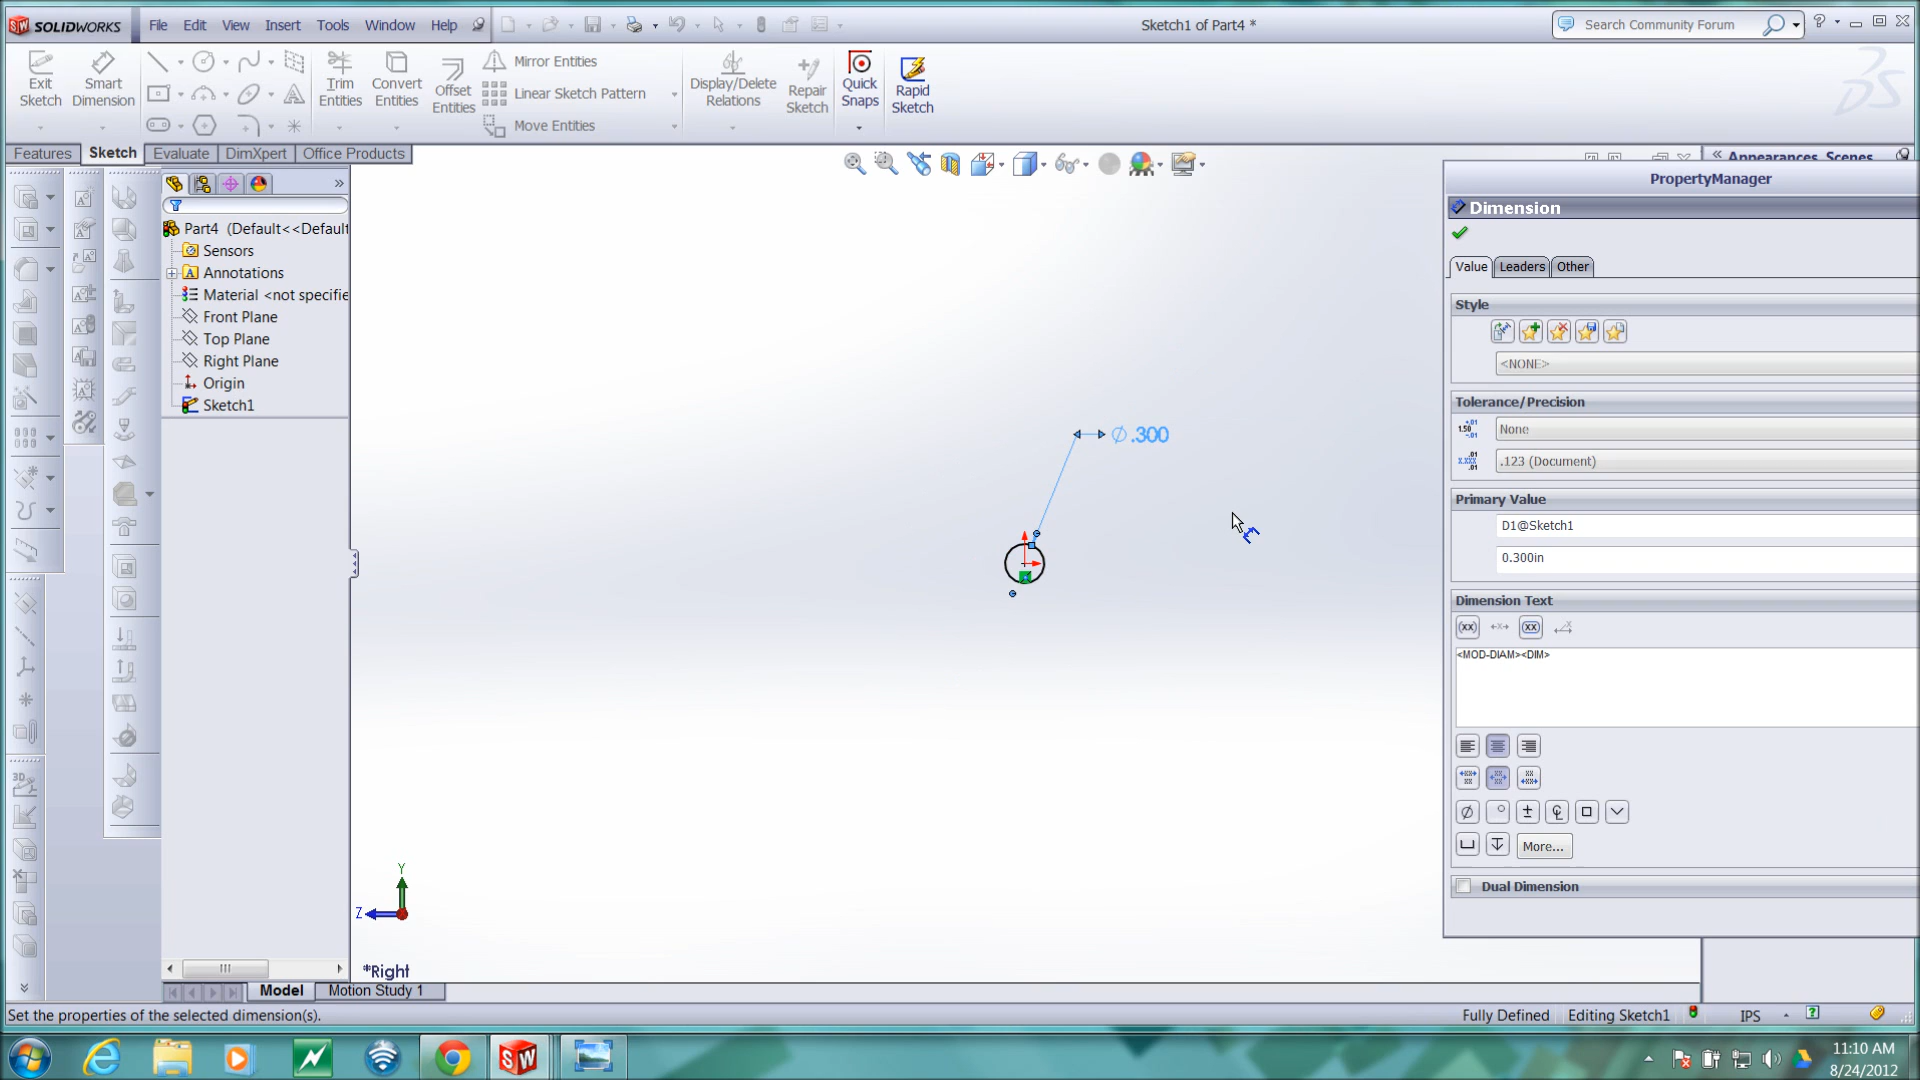 SOLIDWORKS File Edit View Insert Tools Window Help Sketch1 of Part4 * Search Community Forum
Exit Sketch
Smart Dimension
Trim Entities
Convert Entities
Offset Entities
Mirror Entities
Linear Sketch Pattern
Move Entities
Display/Delete Relations
Repair Sketch
Quick Snaps
Rapid Sketch
Features Sketch Evaluate DimXpert Office Products
Part4 (Default<<Default
Sensors
Annotations
Material <not specifie
Front Plane
Top Plane
Right Plane
Origin
Sketch1
∅.300
Y
Z
*Right
Appearances, Scenes
PropertyManager
Dimension
Value Leaders Other
Style
<NONE>
Tolerance/Precision
None
.123 (Document)
Primary Value
D1@Sketch1
0.300in
Dimension Text
<MOD-DIAM><DIM>
More...
Dual Dimension
Model Motion Study 1
Set the properties of the selected dimension(s). Fully Defined Editing Sketch1 IPS
11:10 AM
8/24/2012